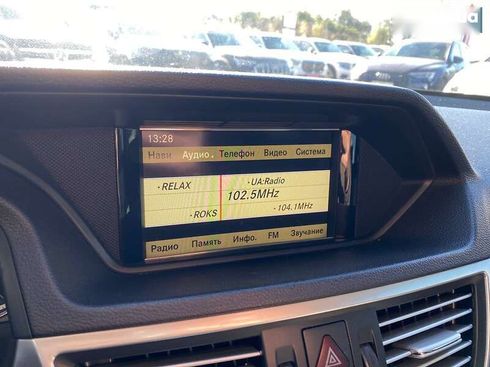 13:28
Нави Аудио Телефон Видео Система
RELAX
UA:Radio
102.5MHz
ROKS
104.1MHz
Радио Память Инфо. FM Звучание